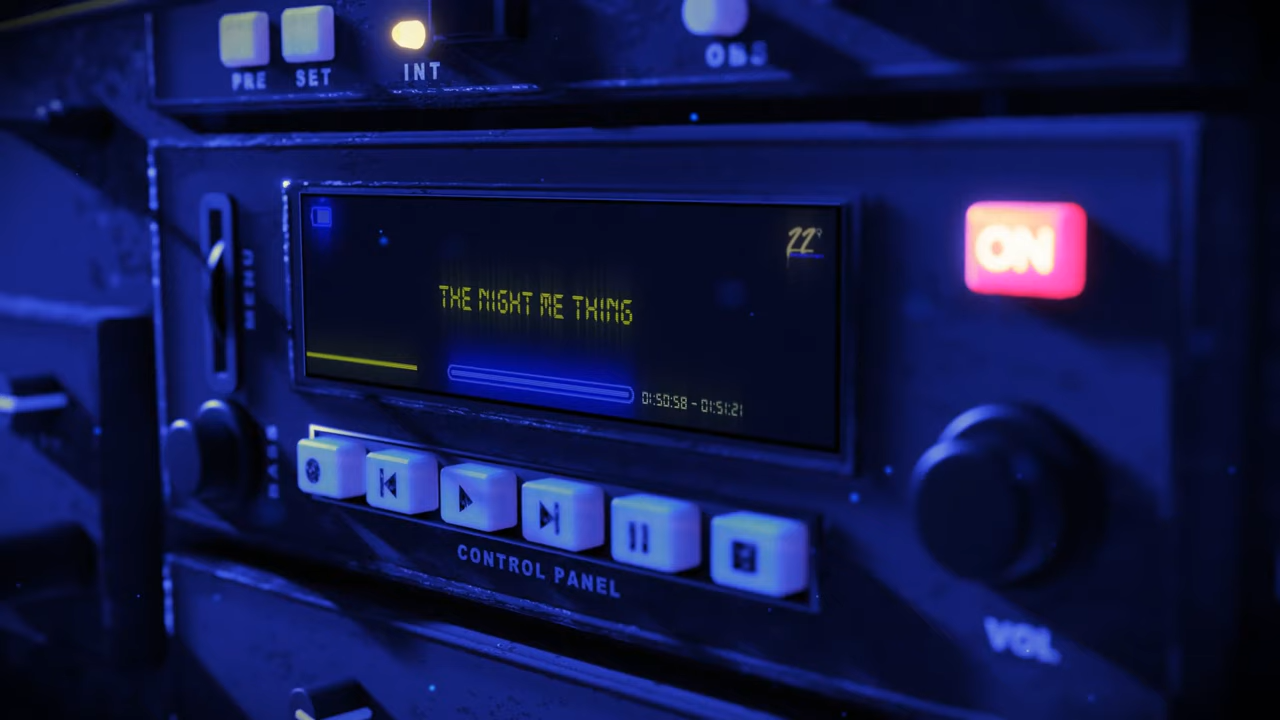 PRE
SET
INT
OBS
22°
MENU
ON
THE NIGHT ME THING
01:50:58 - 01:51:21
CONTROL PANEL
VOL